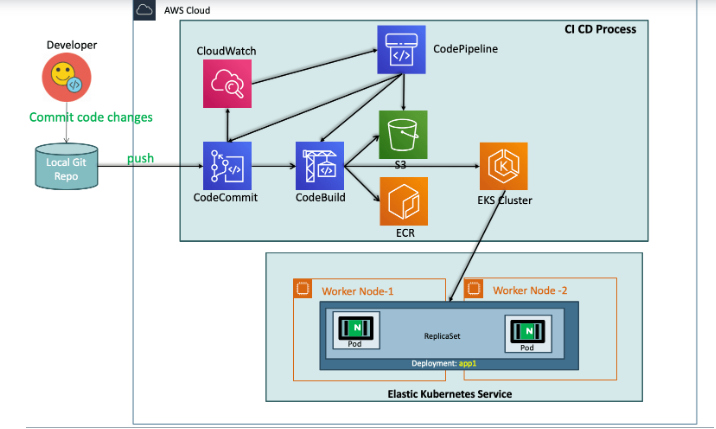 AWS Cloud
CI CD Process
Developer
CloudWatch
CodePipeline
Commit code changes
Local Git
Repo
push
S3
CodeCommit
CodeBuild
EKS Cluster
ECR
Worker Node-1
Worker Node -2
N
Pod
ReplicaSet
N
Pod
Deployment: app1
Elastic Kubernetes Service